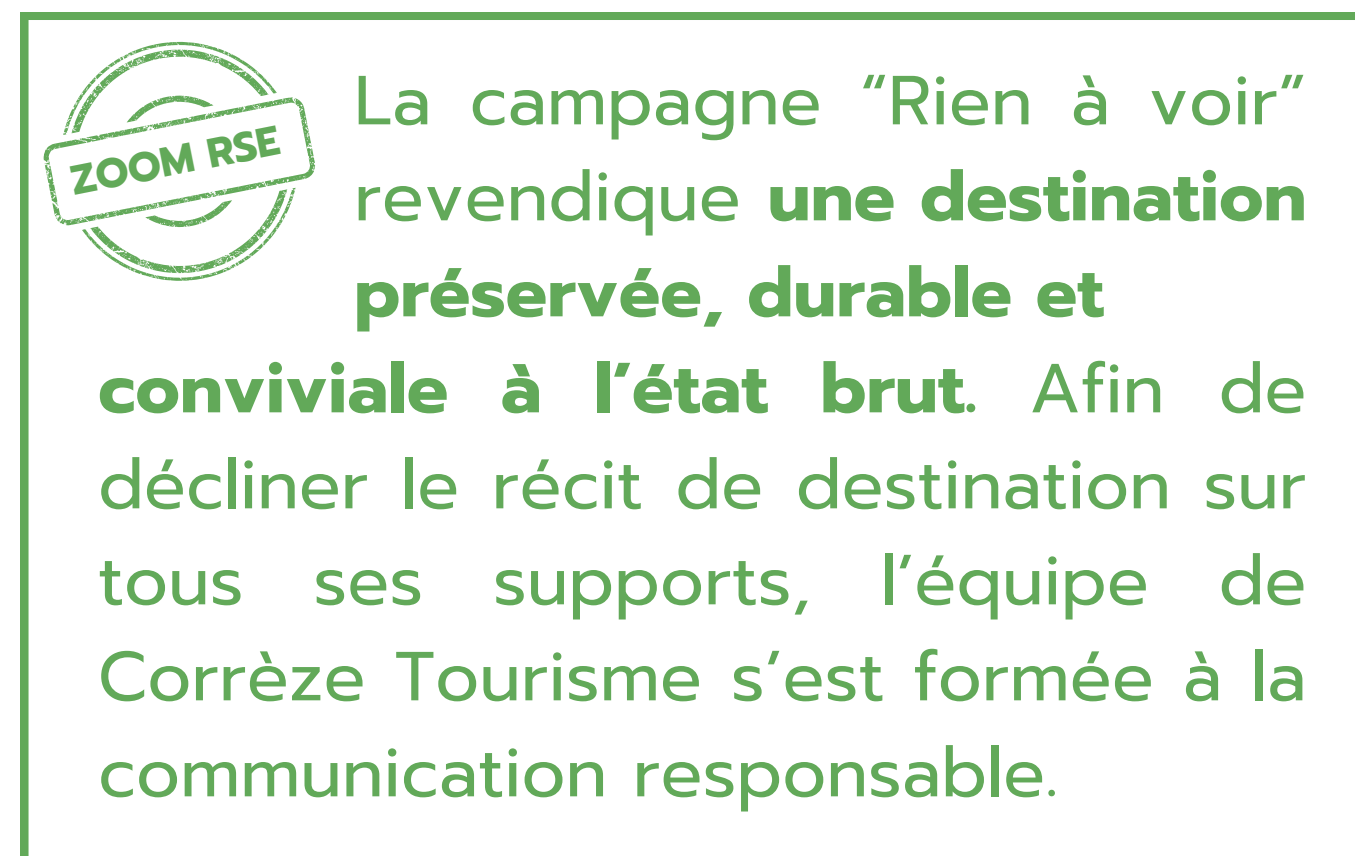 ZOOM RSE
La campagne “Rien à voir”
revendique une destination
préservée, durable et
conviviale à l’état brut. Afin de
décliner le récit de destination sur
tous ses supports, l’équipe de
Corrèze Tourisme s’est formée à la
communication responsable.